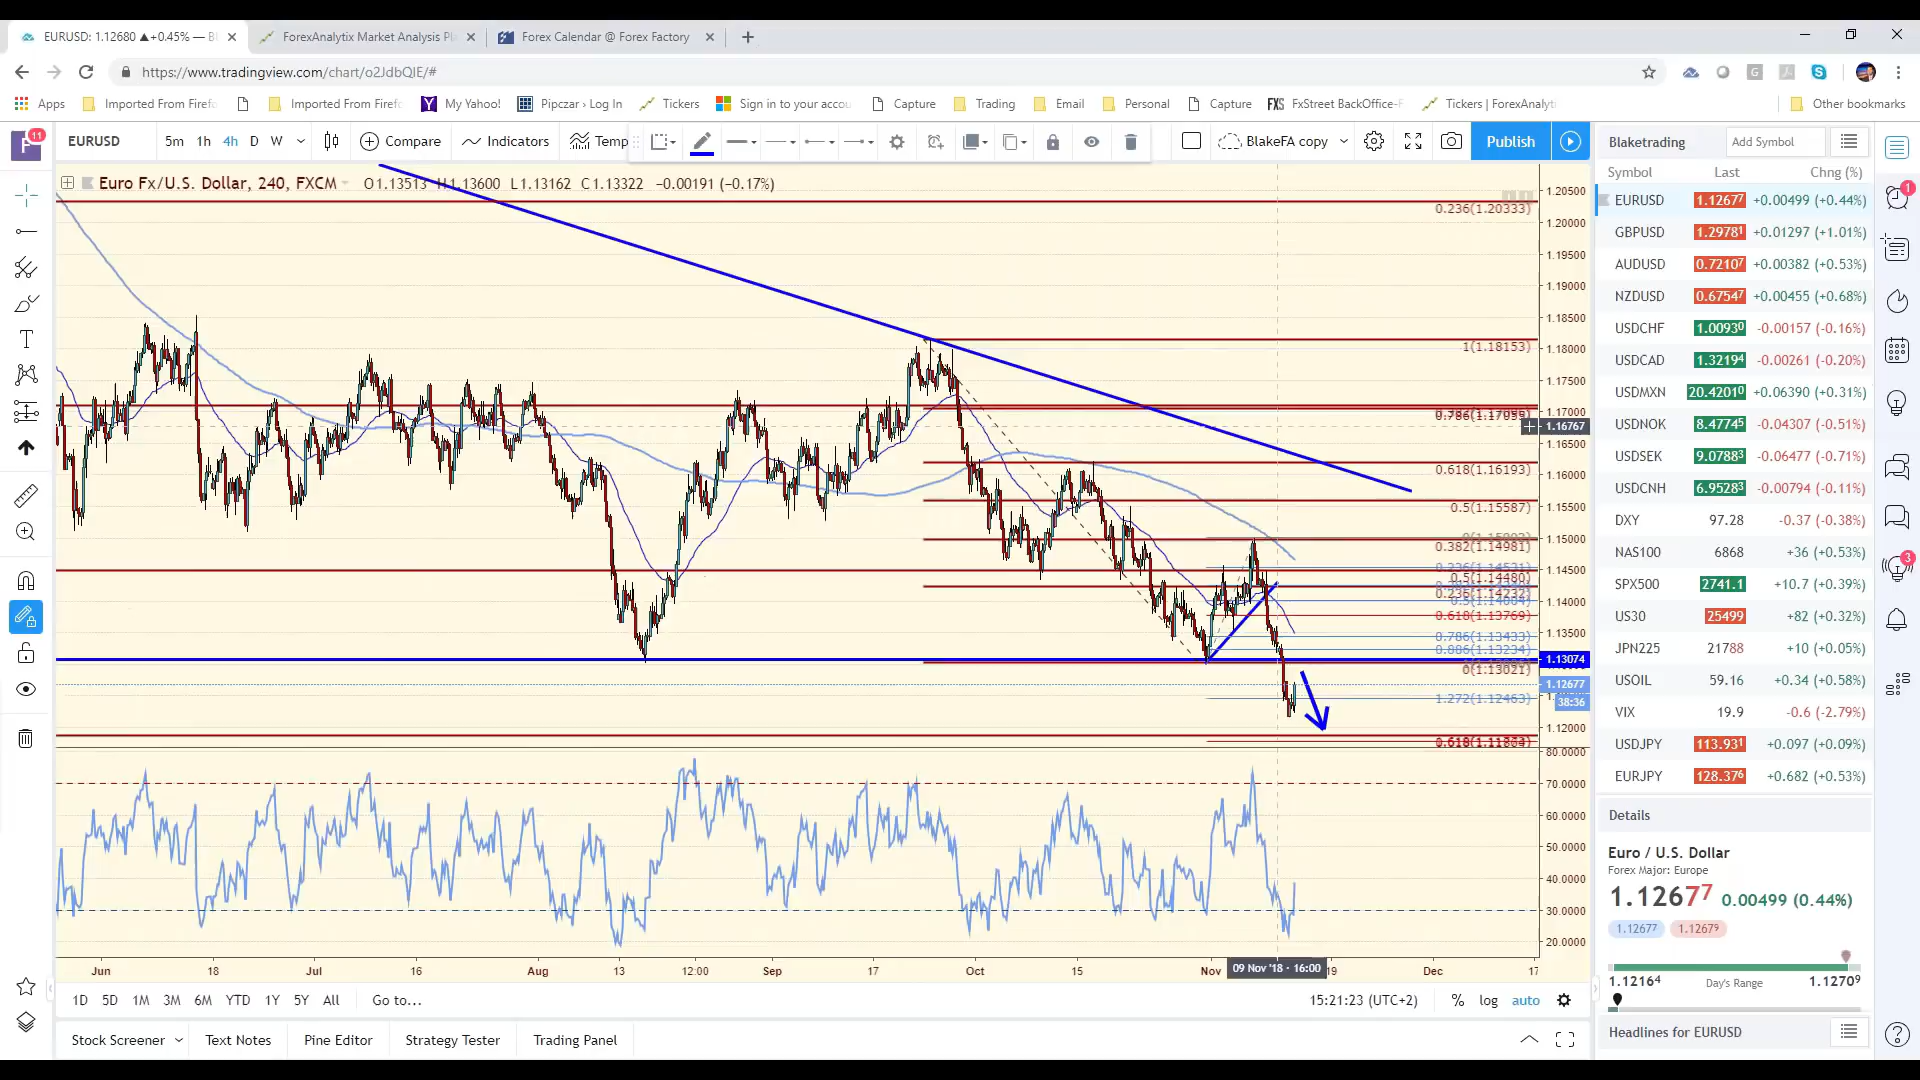 EURUSD: 1.12680 ▲+0.45% — Bl
ForexAnalytix Market Analysis Pl
Forex Calendar @ Forex Factory
https://www.tradingview.com/chart/o2JdbQIE/#
Apps
Imported From Firefo
Imported From Firefo
My Yahoo!
Pipczar › Log In
Tickers
Sign in to your accou
Capture
Trading
Email
Personal
Capture
FXS FxStreet BackOffice-F
Tickers | ForexAnalyti
Other bookmarks
11
EURUSD
5m 1h 4h D W
Compare
Indicators
Temp
BlakeFA copy
Publish
Blaketrading
Add Symbol
Euro Fx/U.S. Dollar, 240, FXCM
O1.13513 H1.13600 L1.13162 C1.13322 −0.00191 (−0.17%)
Symbol Last Chng (%)
EURUSD 1.12677 +0.00499 (+0.44%)
GBPUSD 1.29781 +0.01297 (+1.01%)
AUDUSD 0.72107 +0.00382 (+0.53%)
NZDUSD 0.67547 +0.00455 (+0.68%)
USDCHF 1.00930 -0.00157 (-0.16%)
USDCAD 1.32194 -0.00261 (-0.20%)
USDMXN 20.42010 +0.06390 (+0.31%)
USDNOK 8.47745 -0.04307 (-0.51%)
USDSEK 9.07883 -0.06477 (-0.71%)
USDCNH 6.95283 -0.00794 (-0.11%)
DXY 97.28 -0.37 (-0.38%)
NAS100 6868 +36 (+0.53%)
SPX500 2741.1 +10.7 (+0.39%)
US30 25499 +82 (+0.32%)
JPN225 21788 +10 (+0.05%)
USOIL 59.16 +0.34 (+0.58%)
VIX 19.9 -0.6 (-2.79%)
USDJPY 113.931 +0.097 (+0.09%)
EURJPY 128.376 +0.682 (+0.53%)
1
3
0.236(1.20333)
1(1.18153)
0.618(1.16193)
0.5(1.15587)
0.382(1.14981)
0.5(1.14480)
0.618(1.13769)
0.786(1.13433)
0.886(1.13234)
0(1.13021)
1.272(1.12463)
1.20500
1.20000
1.19500
1.19000
1.18500
1.18000
1.17500
1.17000
1.16767
1.16500
1.16000
1.15500
1.15000
1.14500
1.14000
1.13500
1.13074
1.12677
38:36
1.12000
80.0000
70.0000
60.0000
50.0000
40.0000
30.0000
20.0000
Jun 18 Jul 16 Aug 13 12:00 Sep 17 Oct 15 Nov 09 Nov '18 - 16:00 19 Dec 17
1D 5D 1M 3M 6M YTD 1Y 5Y All Go to...
15:21:23 (UTC+2) % log auto
Stock Screener
Text Notes
Pine Editor
Strategy Tester
Trading Panel
Details
Euro / U.S. Dollar
Forex Major: Europe
1.12677 0.00499 (0.44%)
1.12677 1.12679
1.12164 Day's Range 1.12709
Headlines for EURUSD